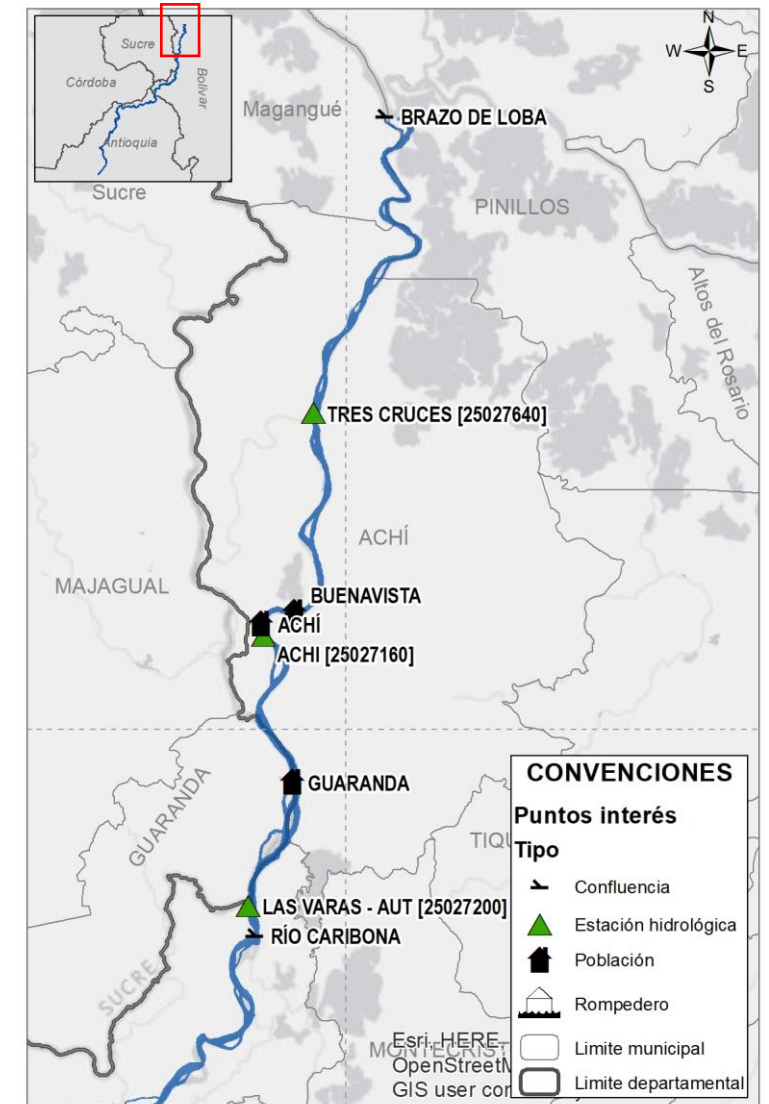 N
W E
S
Sucre
Córdoba
Bolívar
Antioquia
Magangué
BRAZO DE LOBA
Sucre
PINILLOS
Altos del Rosario
TRES CRUCES [25027640]
ACHÍ
MAJAGUAL
BUENAVISTA
ACHÍ
ACHI [25027160]
GUARANDA
GUARANDA
LAS VARAS - AUT [25027200]
RÍO CARIBONA
SUCRE
Esri, HERE,
GIS user
CONVENCIONES
Puntos interés
Tipo
Confluencia
Estación hidrológica
Población
Rompedero
Limite municipal
Limite departamental